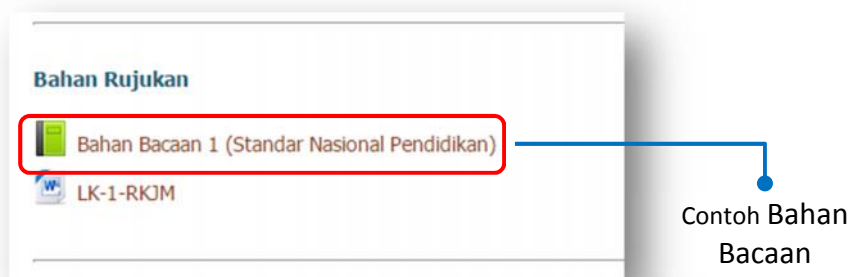 Bahan Rujukan
Bahan Bacaan 1 (Standar Nasional Pendidikan)
LK-1-RKJM
Contoh Bahan
Bacaan